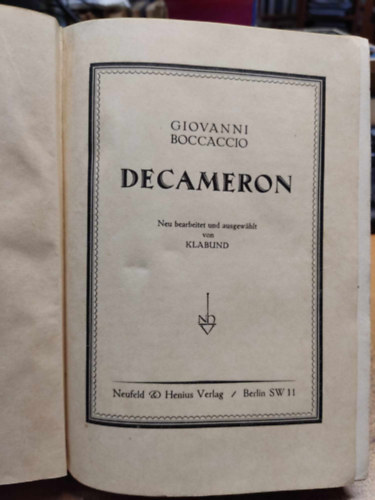 GIOVANNI
BOCCACCIO
DECAMERON
Neu bearbeitet und ausgewählt
von
KLABUND
Neufeld & Henius Verlag / Berlin SW 11